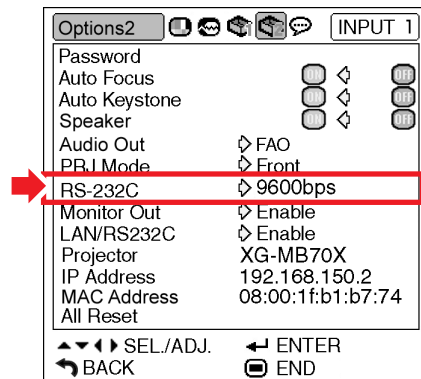 Options2 INPUT 1
Password
Auto Focus ON OFF
Auto Keystone ON OFF
Speaker ON OFF
Audio Out FAO
PRJ Mode Front
RS-232C 9600bps
Monitor Out Enable
LAN/RS232C Enable
Projector XG-MB70X
IP Address 192.168.150.2
MAC Address 08:00:1f:b1:b7:74
All Reset
SEL./ADJ. ENTER
BACK END